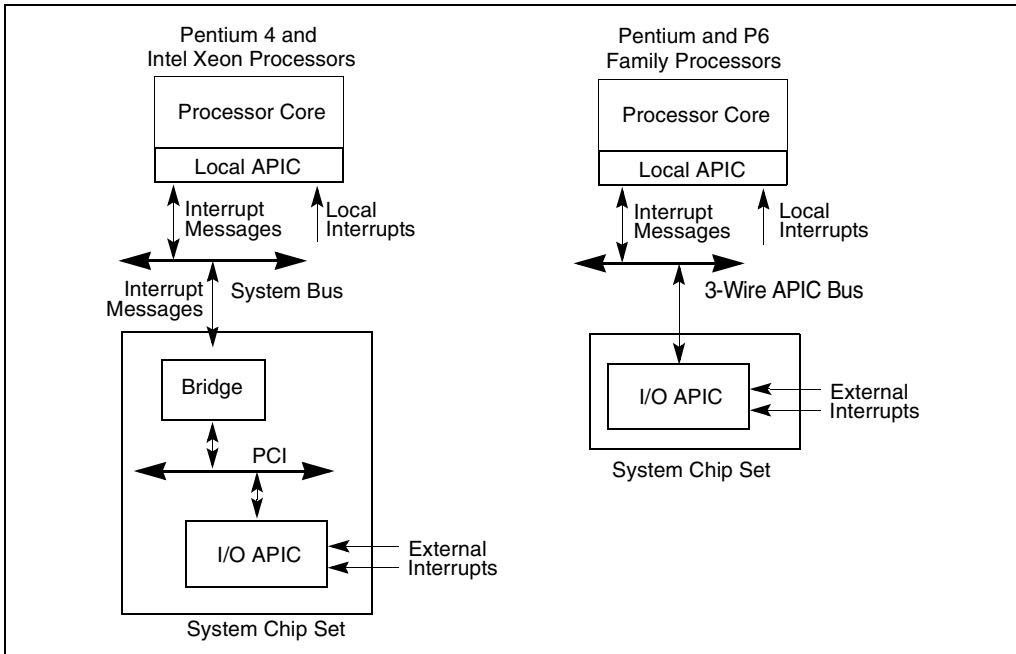 Pentium 4 and
Intel Xeon Processors
Processor Core
Local APIC
Interrupt
Messages
Local
Interrupts
Interrupt
Messages
System Bus
Bridge
PCI
I/O APIC
External
Interrupts
System Chip Set
Pentium and P6
Family Processors
Processor Core
Local APIC
Interrupt
Messages
Local
Interrupts
3-Wire APIC Bus
I/O APIC
External
Interrupts
System Chip Set